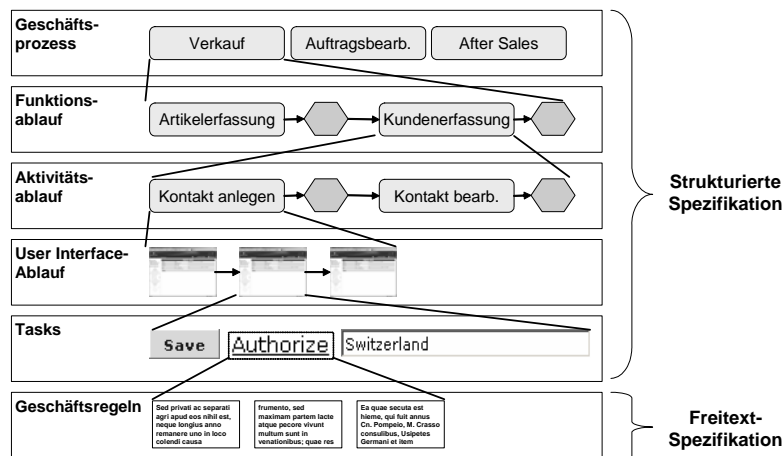 Geschäfts-
prozess
Verkauf
Auftragsbearb.
After Sales
Funktions-
ablauf
Artikelerfassung
Kundenerfassung
Aktivitäts-
ablauf
Kontakt anlegen
Kontakt bearb.
User Interface-
Ablauf
Tasks
Save
Authorize
Switzerland
Geschäftsregeln
Sed privati ac separati
agri apud eos nihil est,
neque longius anno
remanere uno in loco
colendi causa
frumento, sed
maximam partem lacte
atque pecore vivunt
multum sunt in
venationibus; quae res
Ea quae secuta est
hieme, qui fuit annus
Cn. Pompeio, M. Crasso
consulibus, Usipetes
Germani et item
Strukturierte
Spezifikation
Freitext-
Spezifikation